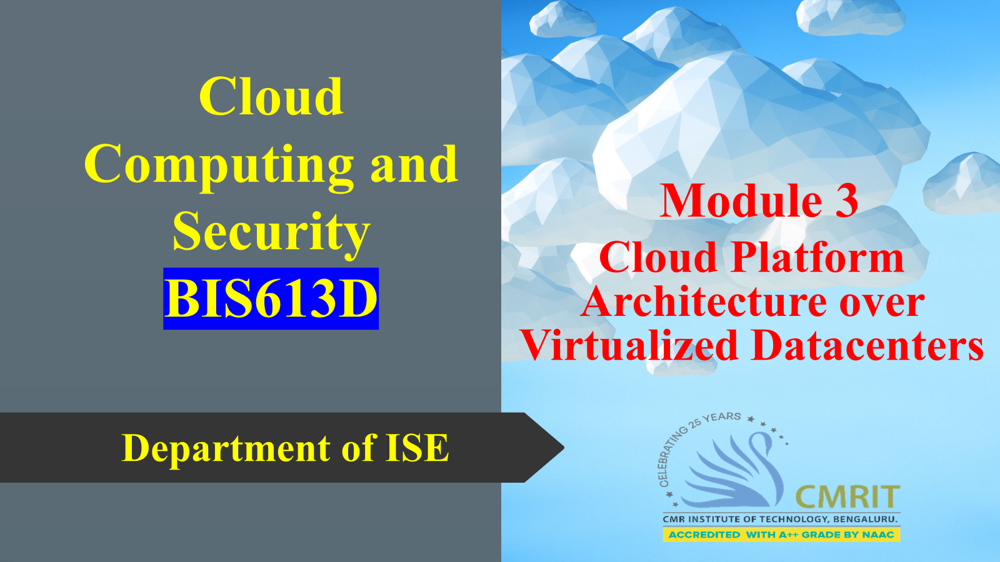 Cloud
Computing and
Security
BIS613D
Department of ISE
Module 3
Cloud Platform
Architecture over
Virtualized Datacenters
CELEBRATING 25 YEARS
CMRIT
CMR INSTITUTE OF TECHNOLOGY, BENGALURU.
ACCREDITED WITH A++ GRADE BY NAAC